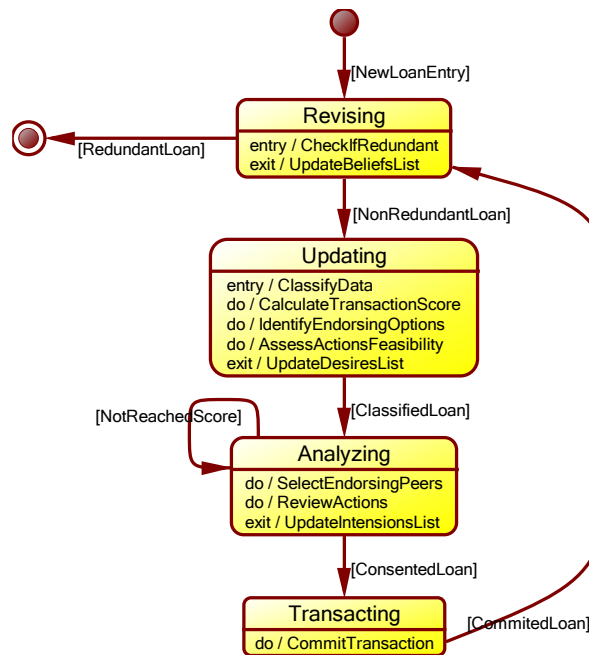 [NewLoanEntry]
Revising
entry / CheckIfRedundant
exit / UpdateBeliefsList
[RedundantLoan]
[NonRedundantLoan]
Updating
entry / ClassifyData
do / CalculateTransactionScore
do / IdentifyEndorsingOptions
do / AssessActionsFeasibility
exit / UpdateDesiresList
[ClassifiedLoan]
[NotReachedScore]
Analyzing
do / SelectEndorsingPeers
do / ReviewActions
exit / UpdateIntensionsList
[ConsentedLoan]
Transacting
do / CommitTransaction
[CommitedLoan]